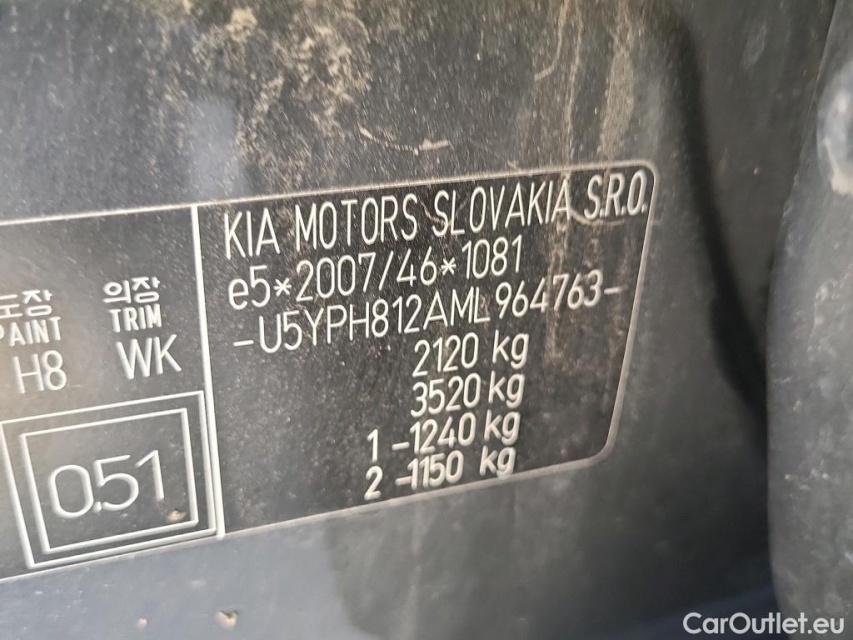 KIA MOTORS SLOVAKIA S.R.O.
e5*2007/46*1081
-U5YPH812AML964763-
2120 kg
3520 kg
1 -1240 kg
2 -1150 kg
도장 의장
PAINT TRIM
H8 WK
0.51
CarOutlet.eu